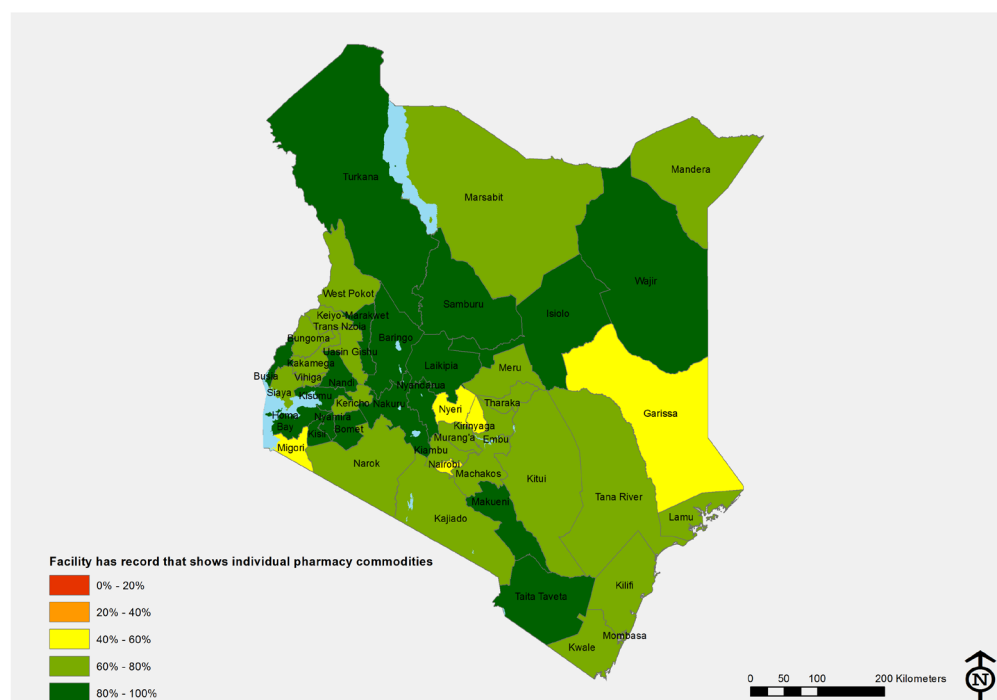 Turkana
Marsabit
Mandera
Wajir
Samburu
Isiolo
West Pokot
Keiyo-Marakwet
Trans Nzoia
Bungoma
Baringo
Uasin Gishu
Kakamega
Laikipia
Meru
Busia
Vihiga
Nandi
Nyandarua
Siaya
Kisumu
Kericho
Nakuru
Tharaka
Nyeri
Garissa
Homa
Bay
Nyamira
Kirinyaga
Kisii
Bomet
Murang'a
Embu
Migori
Kiambu
Narok
Nairobi
Machakos
Kitui
Tana River
Makueni
Kajiado
Lamu
Kilifi
Taita Taveta
Mombasa
Kwale
Facility has record that shows individual pharmacy commodities
0% - 20%
20% - 40%
40% - 60%
60% - 80%
80% - 100%
0 50 100 200 Kilometers
N